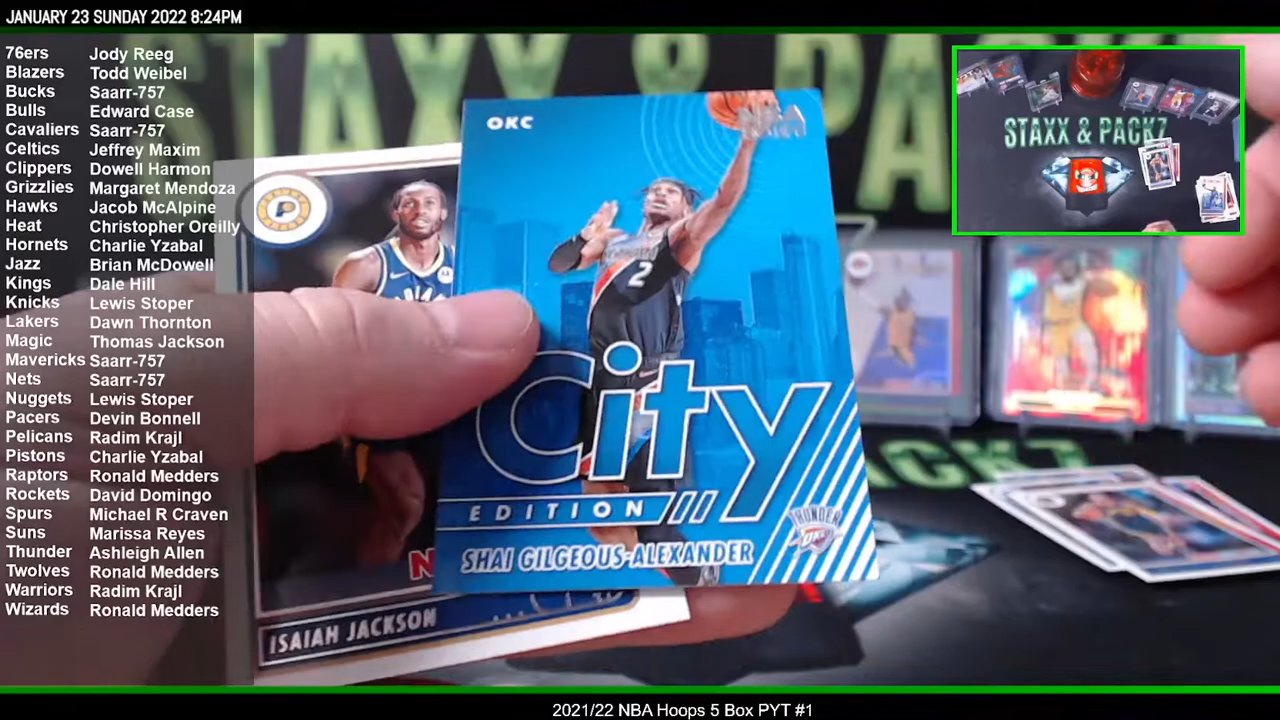 JANUARY 23 SUNDAY 2022 8:24PM
76ers Jody Reeg
Blazers Todd Weibel
Bucks Saarr-757
Bulls Edward Case
Cavaliers Saarr-757
Celtics Jeffrey Maxim
Clippers Dowell Harmon
Grizzlies Margaret Mendoza
Hawks Jacob McAlpine
Heat Christopher Oreilly
Hornets Charlie Yzabal
Jazz Brian McDowell
Kings Dale Hill
Knicks Lewis Stoper
Lakers Dawn Thornton
Magic Thomas Jackson
Mavericks Saarr-757
Nets Saarr-757
Nuggets Lewis Stoper
Pacers Devin Bonnell
Pelicans Radim Krajl
Pistons Charlie Yzabal
Raptors Ronald Medders
Rockets David Domingo
Spurs Michael R Craven
Suns Marissa Reyes
Thunder Ashleigh Allen
Twolves Ronald Medders
Warriors Radim Krajl
Wizards Ronald Medders
STAXX & PA
STAXX & PACKZ
OKC
2
City
EDITION
SHAI GILGEOUS-ALEXANDER
THUNDER
OKC
P
N
ISAIAH JACKSON
PACKZ
2021/22 NBA Hoops 5 Box PYT #1